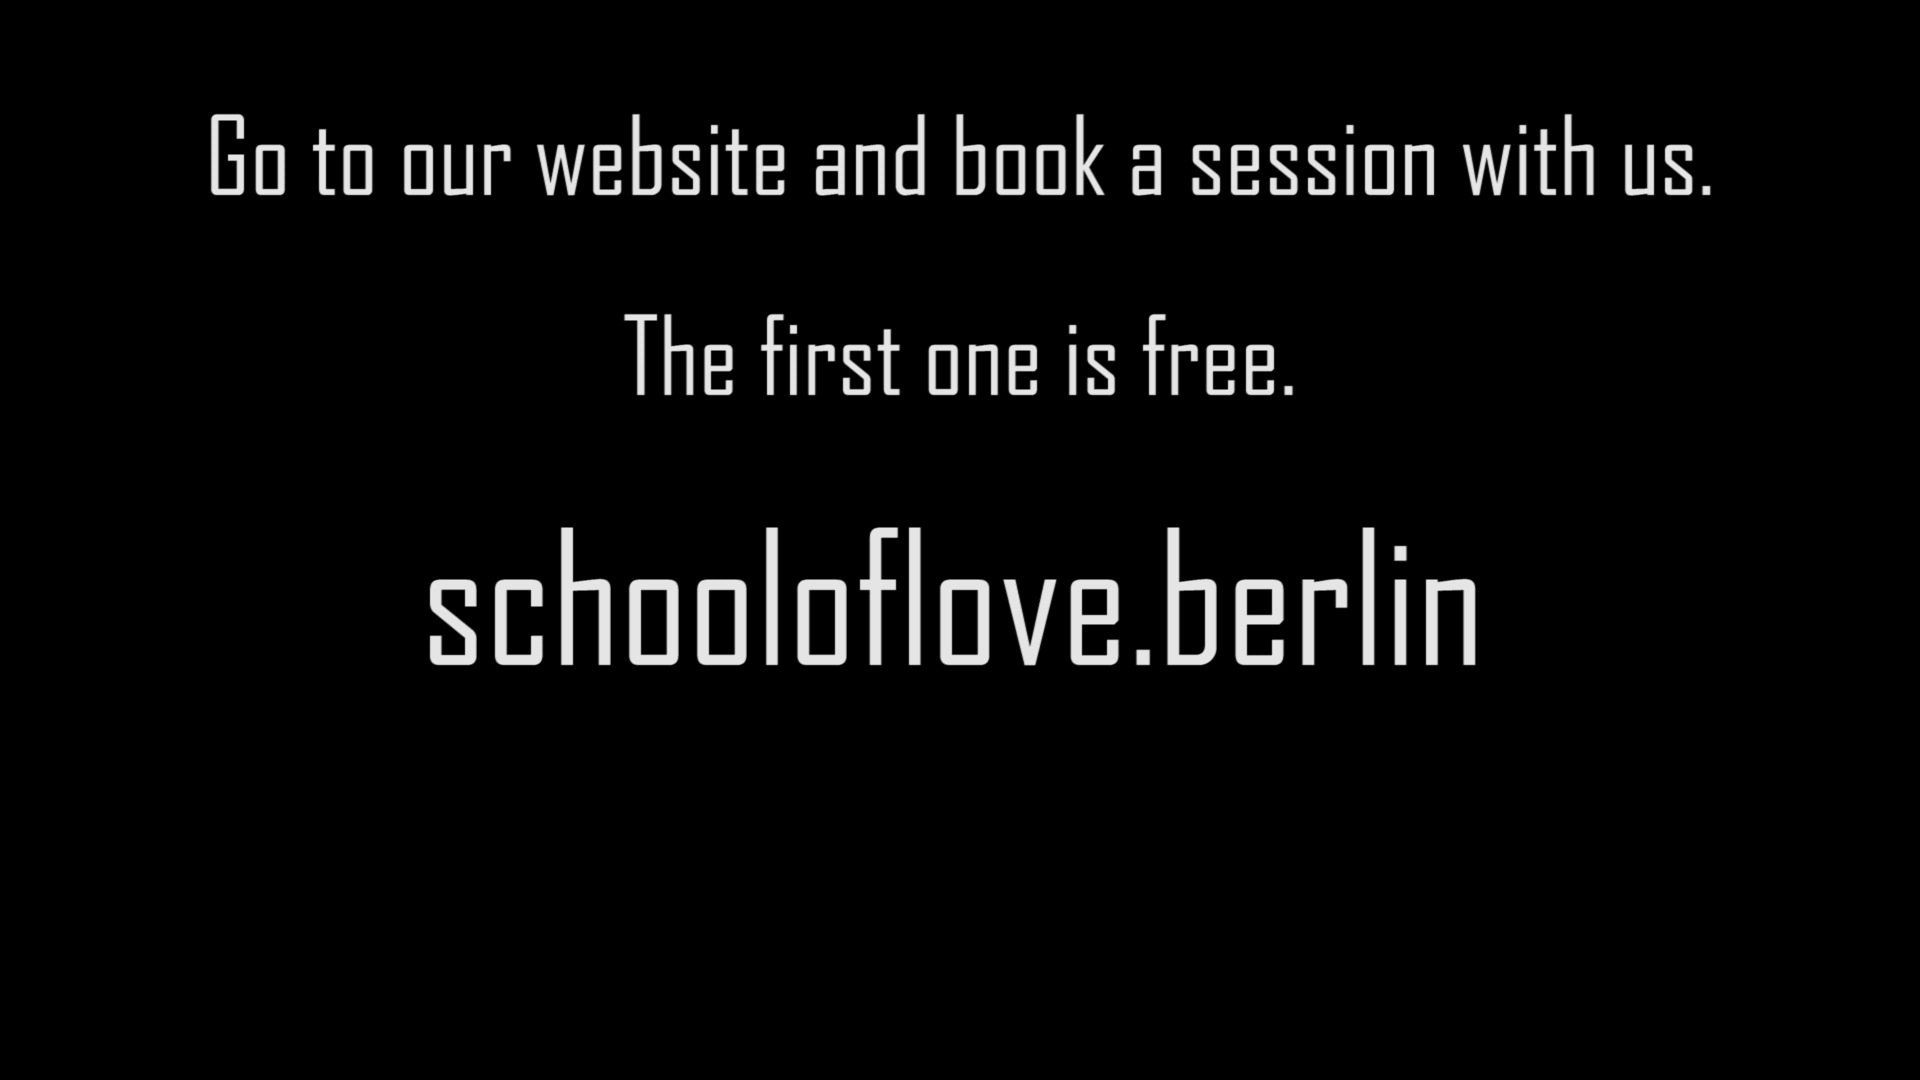 Go to our website and book a session with us.
The first one is free.
schooloflove.berlin